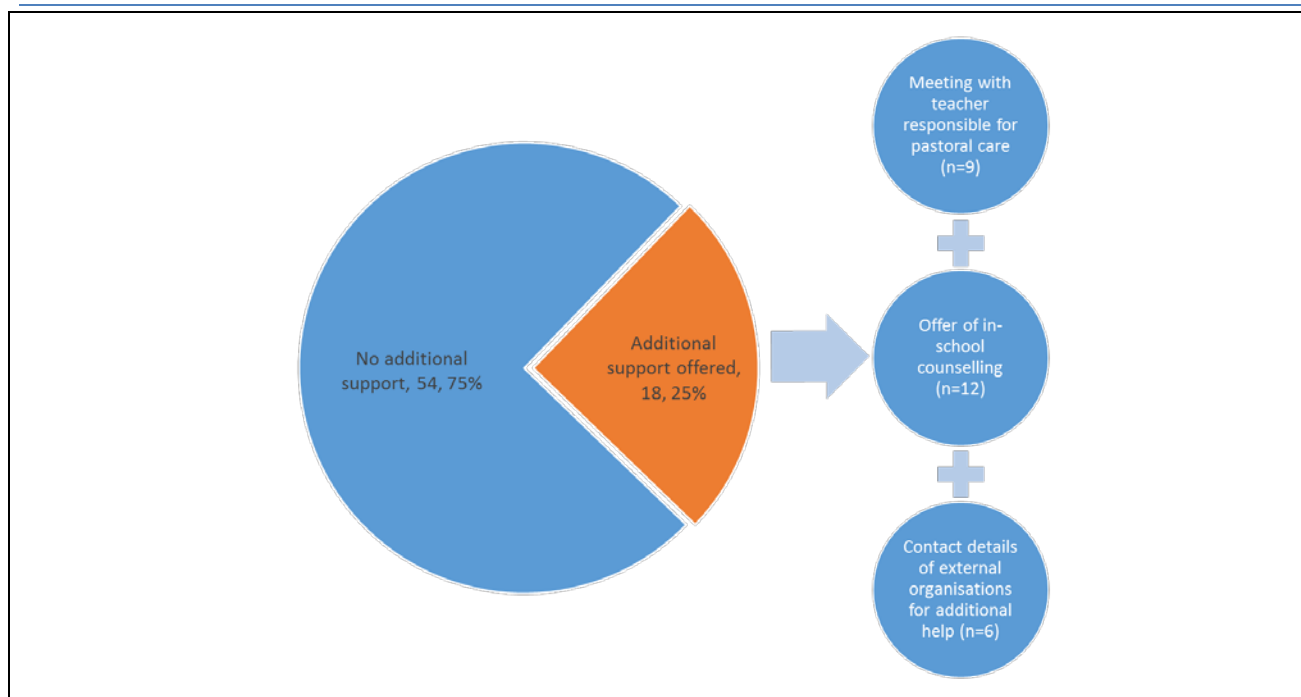 No additional
support, 54, 75%
Additional
support offered,
18, 25%
Meeting with
teacher
responsible for
pastoral care
(n=9)
Offer of in-
school
counselling
(n=12)
Contact details
of external
organisations
for additional
help (n=6)